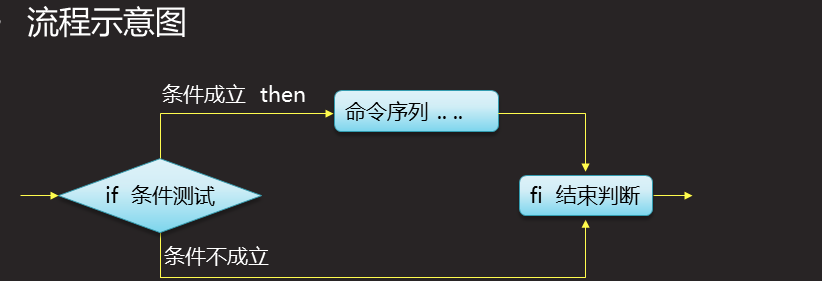 流程示意图
条件成立 then
命令序列 .. ..
if 条件测试
fi 结束判断
条件不成立